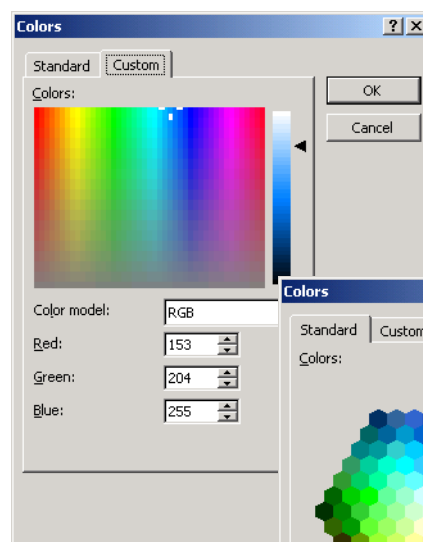 Colors
Standard Custom
Colors:
OK
Cancel
Color model: RGB
Red: 153
Green: 204
Blue: 255
Colors
Standard Custom
Colors: